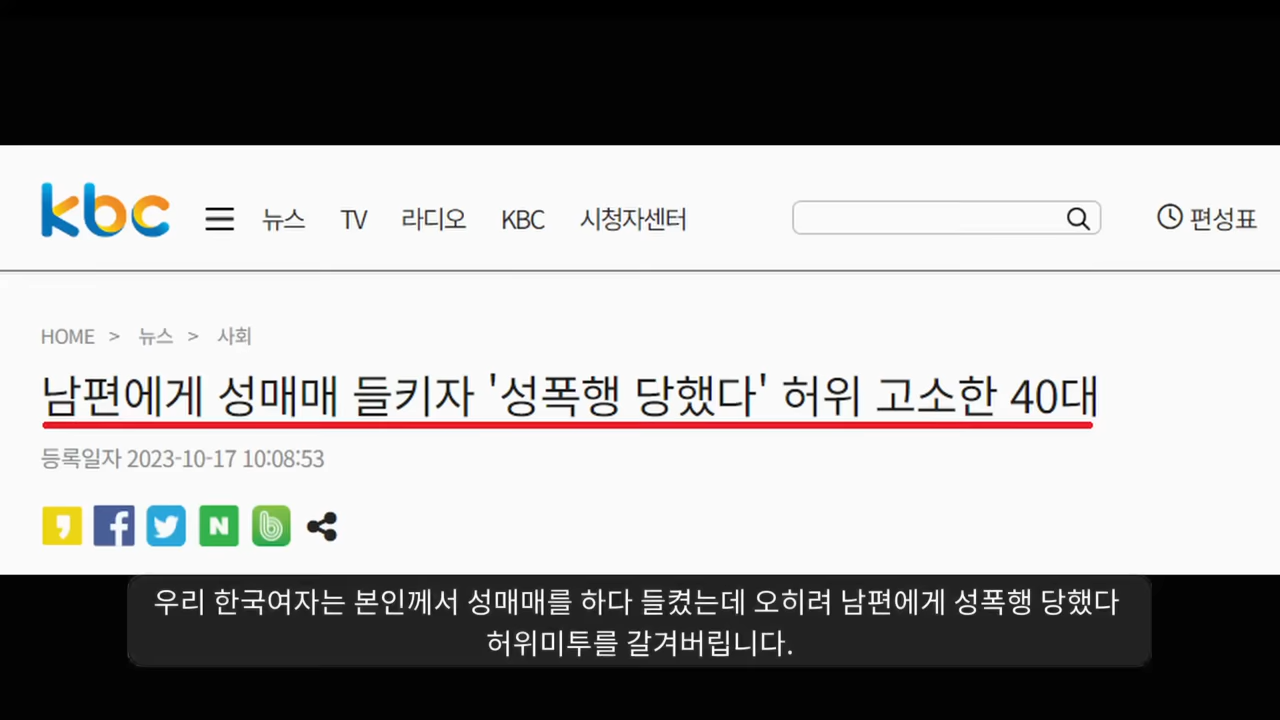 kbc
뉴스 TV 라디오 KBC 시청자센터 편성표
HOME > 뉴스 > 사회
남편에게 성매매 들키자 '성폭행 당했다' 허위 고소한 40대
등록일자 2023-10-17 10:08:53
우리 한국여자는 본인께서 성매매를 하다 들켰는데 오히려 남편에게 성폭행 당했다
허위미투를 갈겨버립니다.